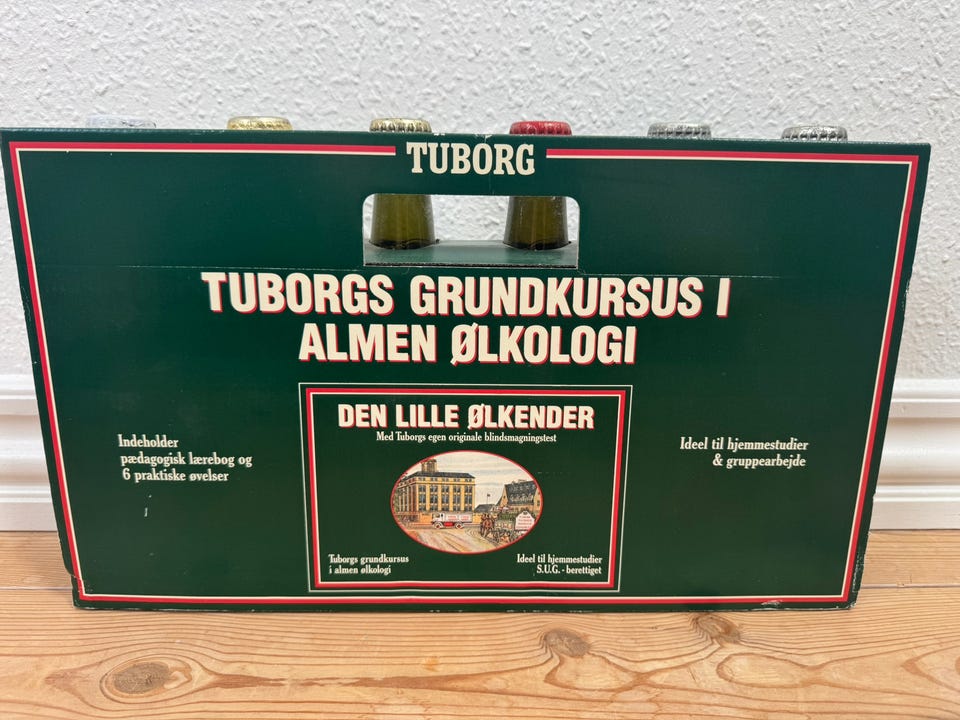 TUBORG
TUBORGS GRUNDKURSUS I
ALMEN ØLKOLOGI
Indeholder
pædagogisk lærebog og
6 praktiske øvelser
DEN LILLE ØLKENDER
Med Tuborgs egen originale blindsmagningstest
Tuborgs grundkursus
i almen ølkologi
Ideel til hjemmestudier
S.U.G. - berettiget
Ideel til hjemmestudier
& gruppearbejde